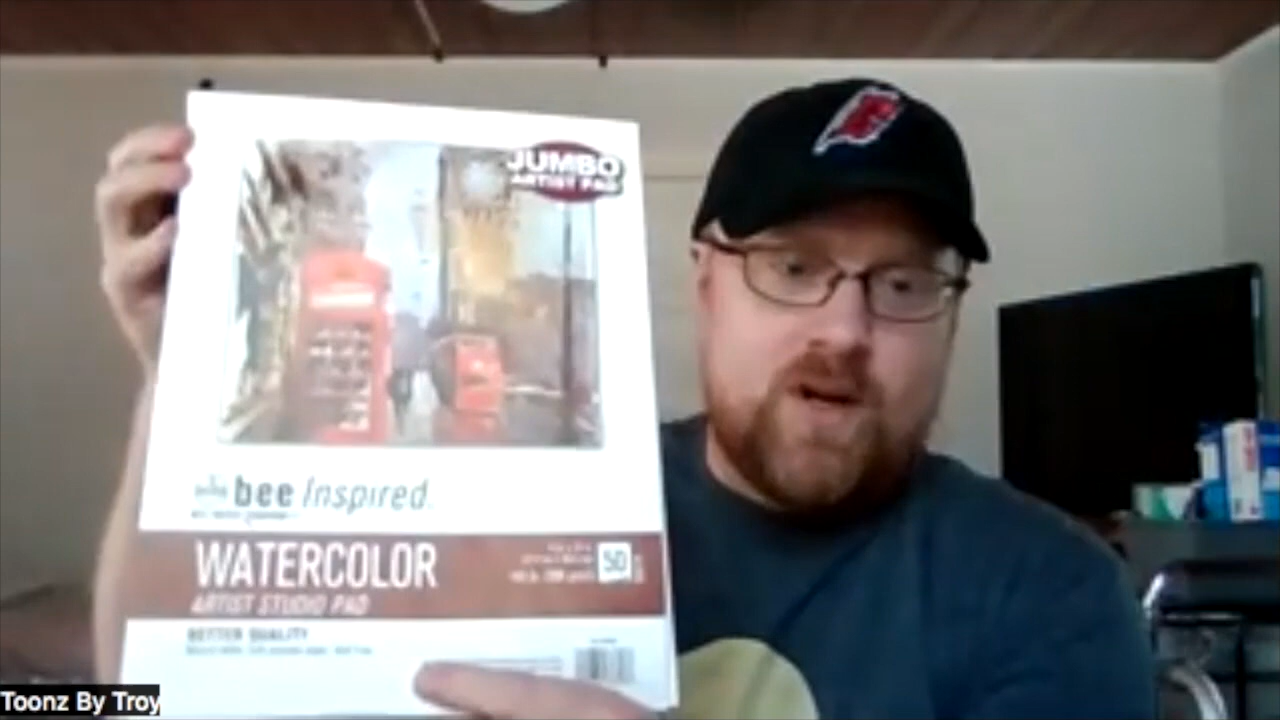 JUMBO
ARTIST PAD
bee Inspired.
WATERCOLOR
50
ARTIST STUDIO PAD
BETTER QUALITY
Toonz By Troy